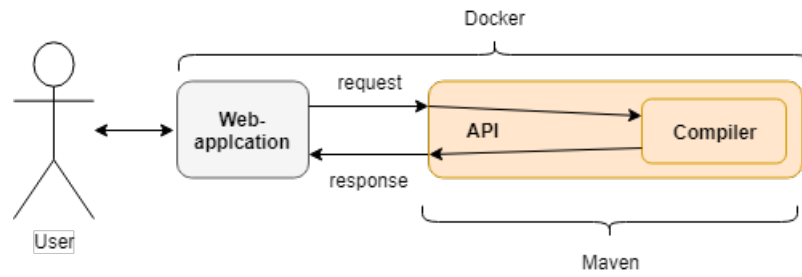 Docker
request
Web-
applcation
API
Compiler
response
User
Maven